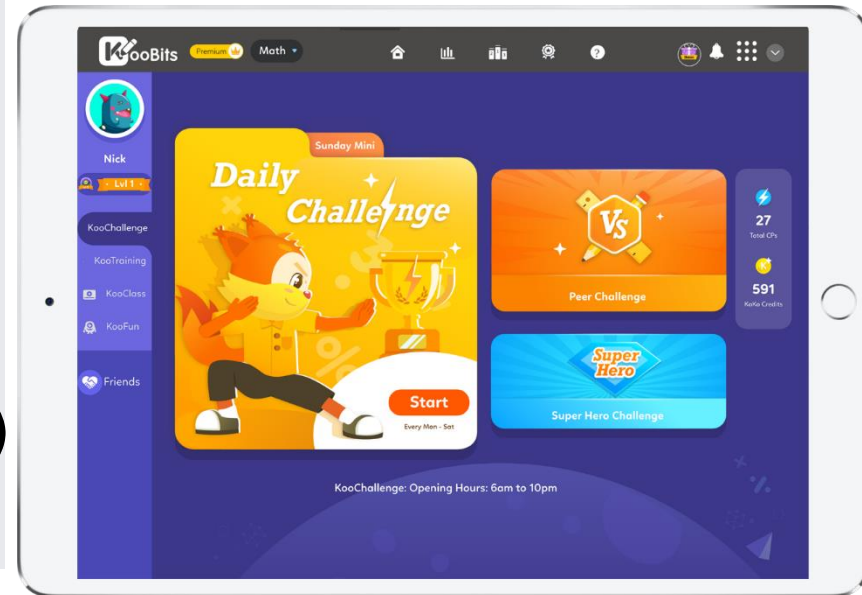 KooBits
Premium
Math
?
Nick
Lvl 1
KooChallenge
KooTraining
KooClass
KooFun
Friends
Sunday Mini
Daily
Challenge
Start
Every Mon - Sat
Vs
Peer Challenge
Super
Hero
Super Hero Challenge
27
Total CPs
591
KoKo Credits
KooChallenge: Opening Hours: 6am to 10pm